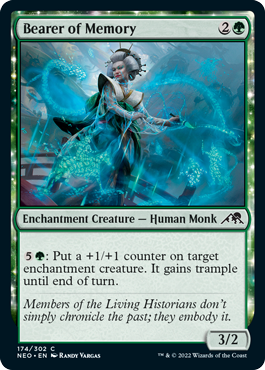 Bearer of Memory 2
Enchantment Creature — Human Monk
5 : Put a +1/+1 counter on target
enchantment creature. It gains trample
until end of turn.
Members of the Living Historians don't
simply chronicle the past; they embody it.
3/2
174/302 C
NEO • EN RANDY VARGAS ™ & © 2022 Wizards of the Coast